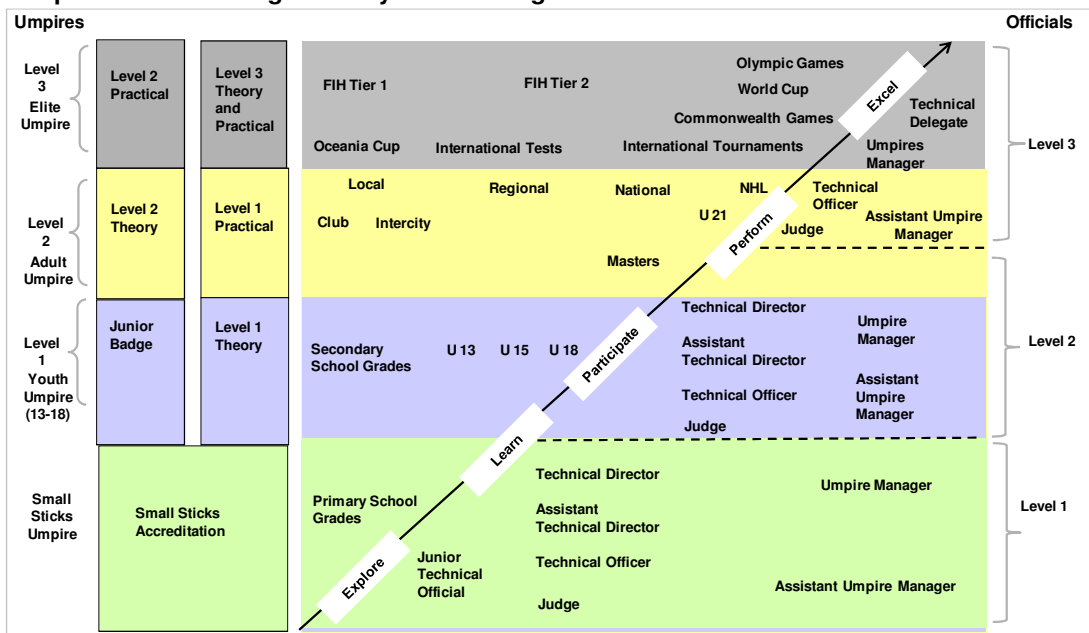 Umpires
Officials
Level
3
Elite
Umpire
Level 2
Practical
Level 3
Theory
and
Practical
FIH Tier 1
FIH Tier 2
Olympic Games
World Cup
Commonwealth Games
Excel
Technical
Delegate
Oceania Cup
International Tests
International Tournaments
Umpires
Manager
Level 3
Level
2
Adult
Umpire
Level 2
Theory
Level 1
Practical
Local
Regional
National
NHL
Technical
Officer
Club
Intercity
U 21
Perform
Judge
Assistant Umpire
Manager
Masters
Level
1
Youth
Umpire
(13-18)
Junior
Badge
Level 1
Theory
Secondary
School Grades
U 13
U 15
U 18
Participate
Technical Director
Assistant
Technical Director
Technical Officer
Judge
Umpire
Manager
Assistant
Umpire
Manager
Level 2
Learn
Small
Sticks
Umpire
Small Sticks
Accreditation
Primary School
Grades
Explore
Junior
Technical
Official
Technical Director
Assistant
Technical Director
Technical Officer
Judge
Umpire Manager
Assistant Umpire Manager
Level 1